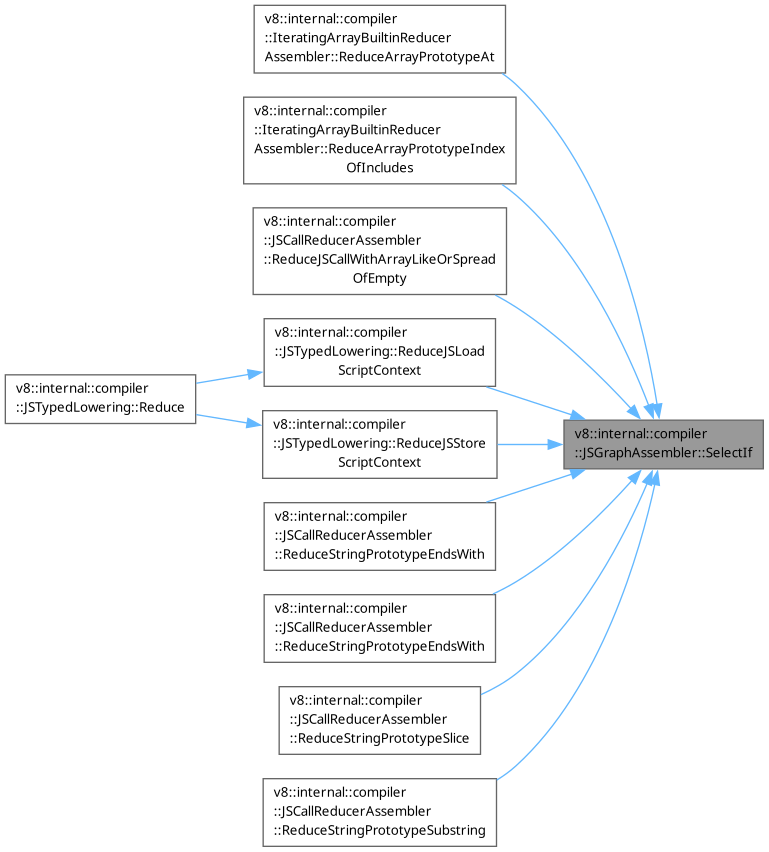 v8::internal::compiler
::IteratingArrayBuiltinReducer
Assembler::ReduceArrayPrototypeAt
v8::internal::compiler
::IteratingArrayBuiltinReducer
Assembler::ReduceArrayPrototypeIndex
OfIncludes
v8::internal::compiler
::JSCallReducerAssembler
::ReduceJSCallWithArrayLikeOrSpread
OfEmpty
v8::internal::compiler
::JSTypedLowering::ReduceJSLoad
ScriptContext
v8::internal::compiler
::JSTypedLowering::Reduce
v8::internal::compiler
::JSTypedLowering::ReduceJSStore
ScriptContext
v8::internal::compiler
::JSGraphAssembler::SelectIf
v8::internal::compiler
::JSCallReducerAssembler
::ReduceStringPrototypeEndsWith
v8::internal::compiler
::JSCallReducerAssembler
::ReduceStringPrototypeEndsWith
v8::internal::compiler
::JSCallReducerAssembler
::ReduceStringPrototypeSlice
v8::internal::compiler
::JSCallReducerAssembler
::ReduceStringPrototypeSubstring